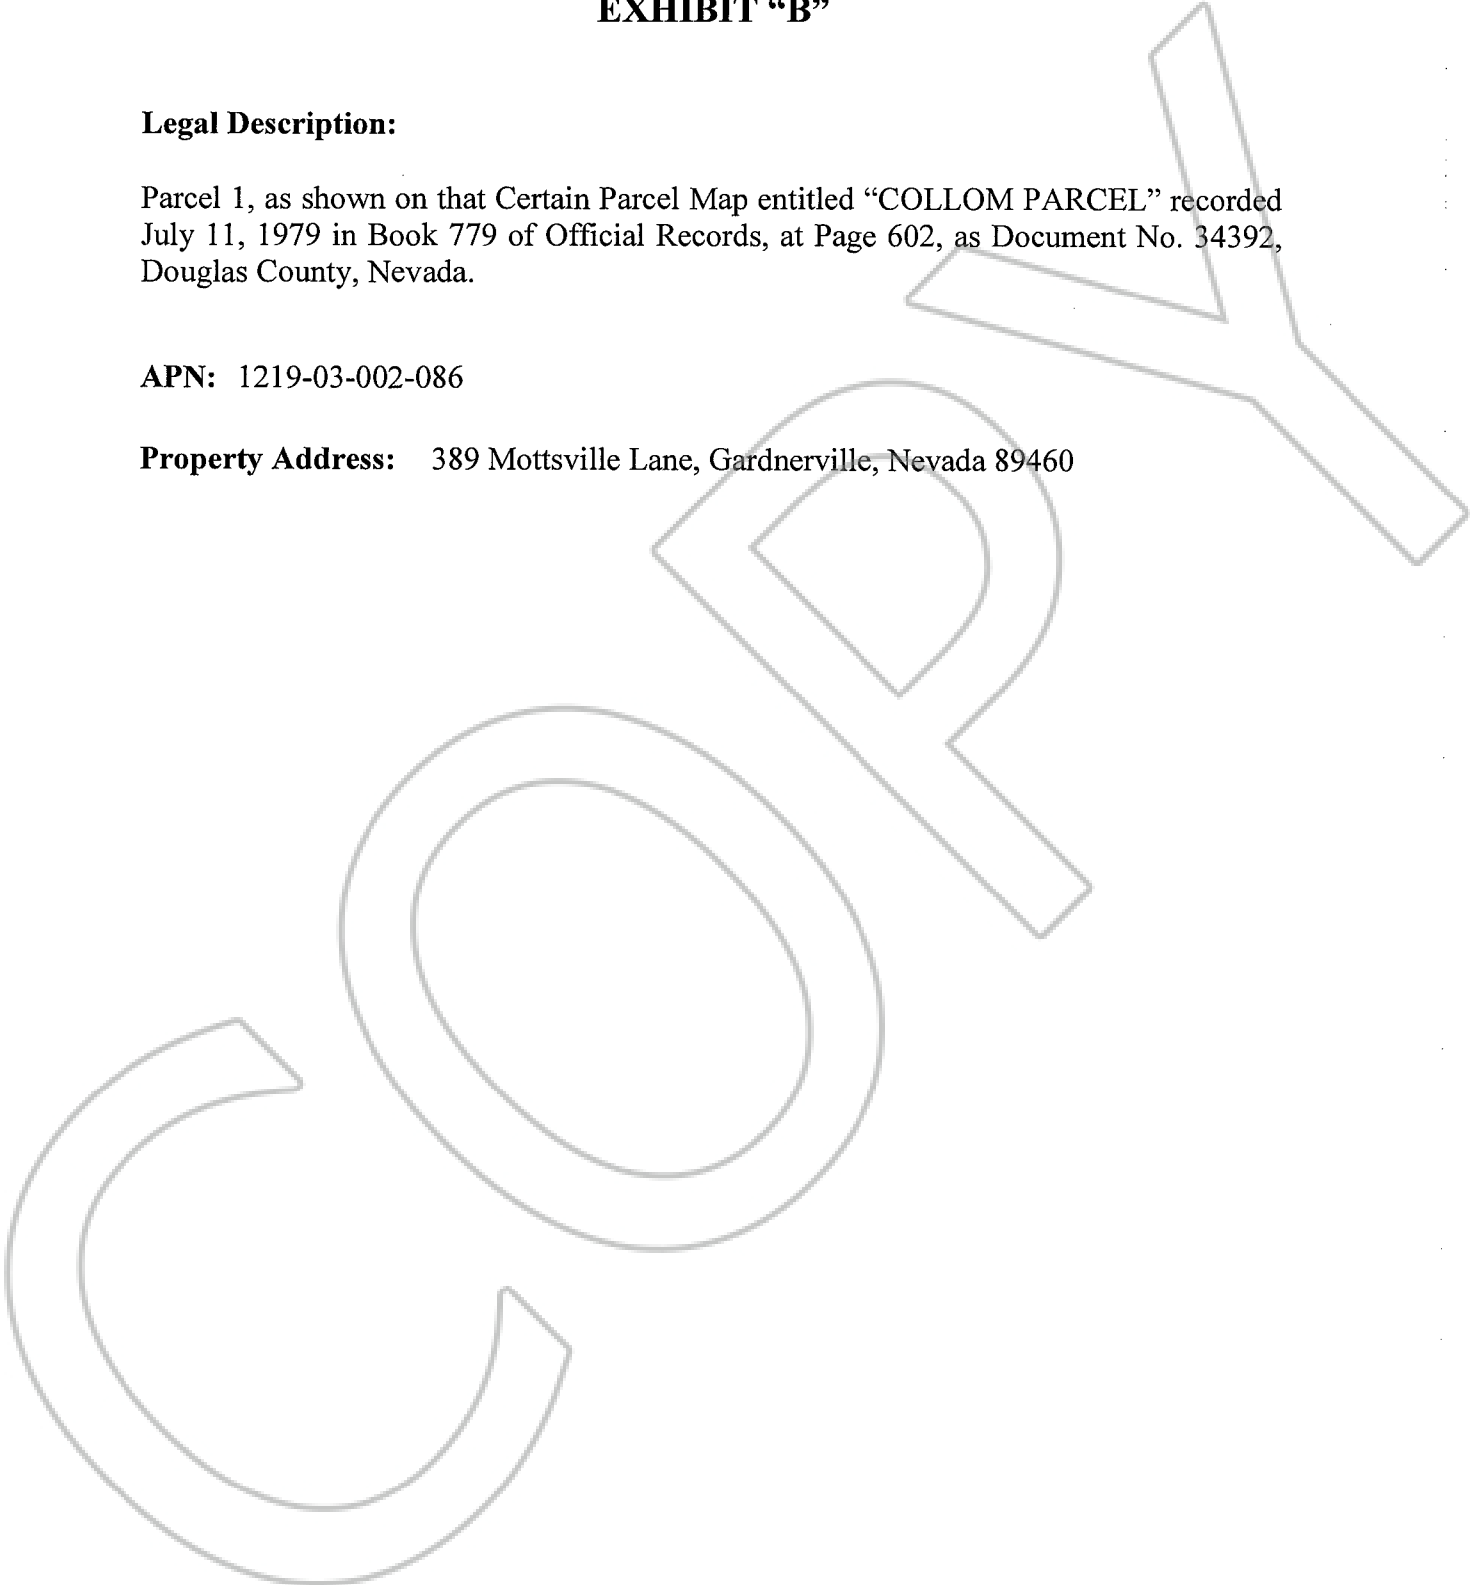 EXHIBIT “B”
Legal Description:
Parcel 1, as shown on that Certain Parcel Map entitled “COLLOM PARCEL” recorded
July 11, 1979 in Book 779 of Official Records, at Page 602, as Document No. 34392,
Douglas County, Nevada.
APN: 1219-03-002-086
Property Address: 389 Mottsville Lane, Gardnerville, Nevada 89460
COPY